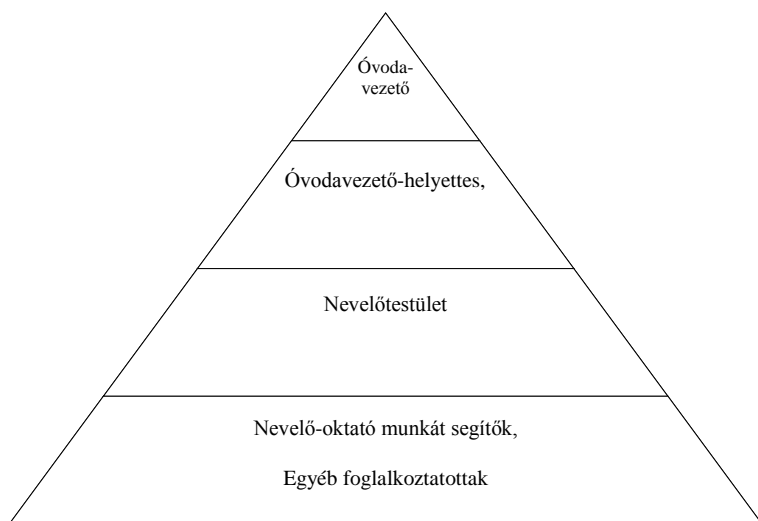 Óvoda-
vezető
Óvodavezető-helyettes,
Nevelőtestület
Nevelő-oktató munkát segítők,
Egyéb foglalkoztatottak